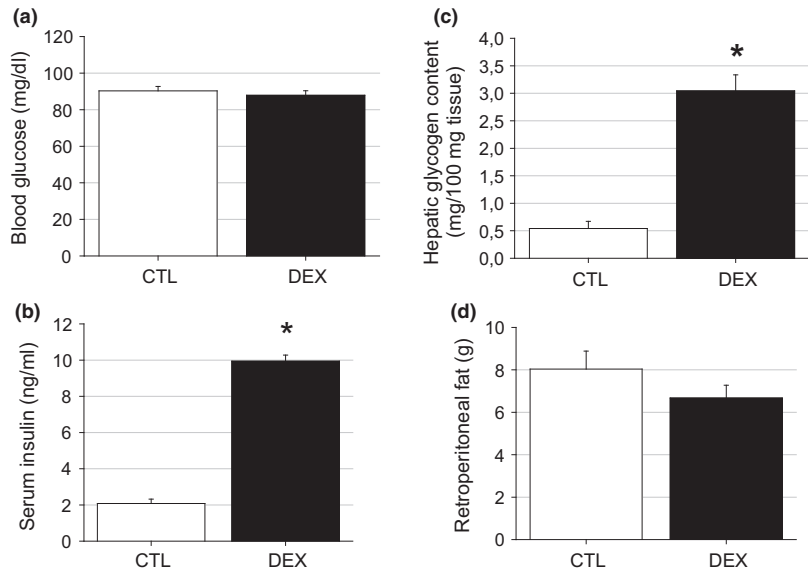 (a)
Blood glucose (mg/dl)
120
100
80
60
40
20
0
CTL
DEX
(b)
Serum insulin (ng/ml)
12
10
8
6
4
2
0
*
CTL
DEX
(c)
Hepatic glycogen content
(mg/100 mg tissue)
4,0
3,5
3,0
2,5
2,0
1,5
1,0
0,5
0,0
*
CTL
DEX
(d)
Retroperitoneal fat (g)
10
8
6
4
2
0
CTL
DEX